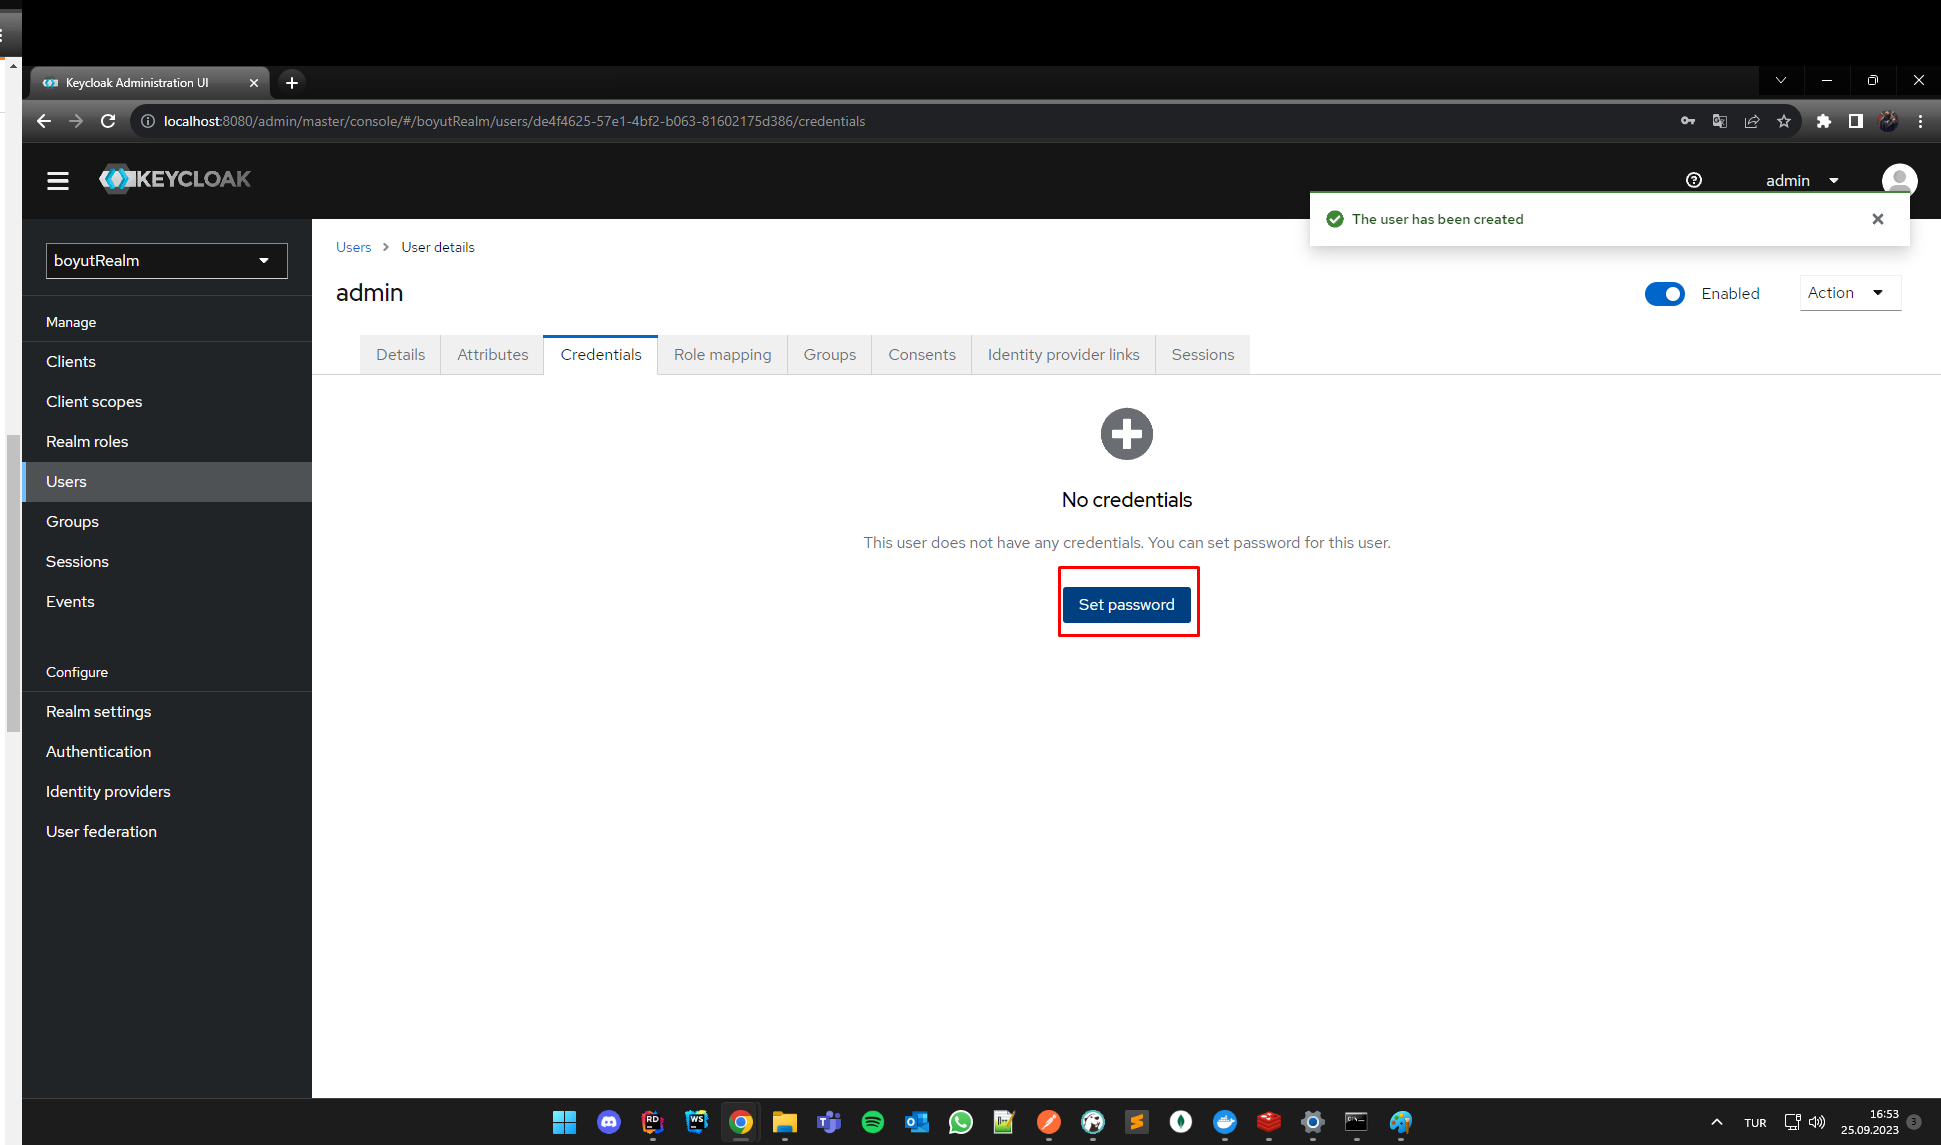 Keycloak Administration UI
localhost:8080/admin/master/console/#/boyutRealm/users/de4f4625-57e1-4bf2-b063-81602175d386/credentials
KEYCLOAK
admin
The user has been created
boyutRealm
Manage
Clients
Client scopes
Realm roles
Users
Groups
Sessions
Events
Configure
Realm settings
Authentication
Identity providers
User federation
Users > User details
admin
Enabled
Action
Details Attributes Credentials Role mapping Groups Consents Identity provider links Sessions
No credentials
This user does not have any credentials. You can set password for this user.
Set password
RD
WS
TUR
16:53
25.09.2023
3